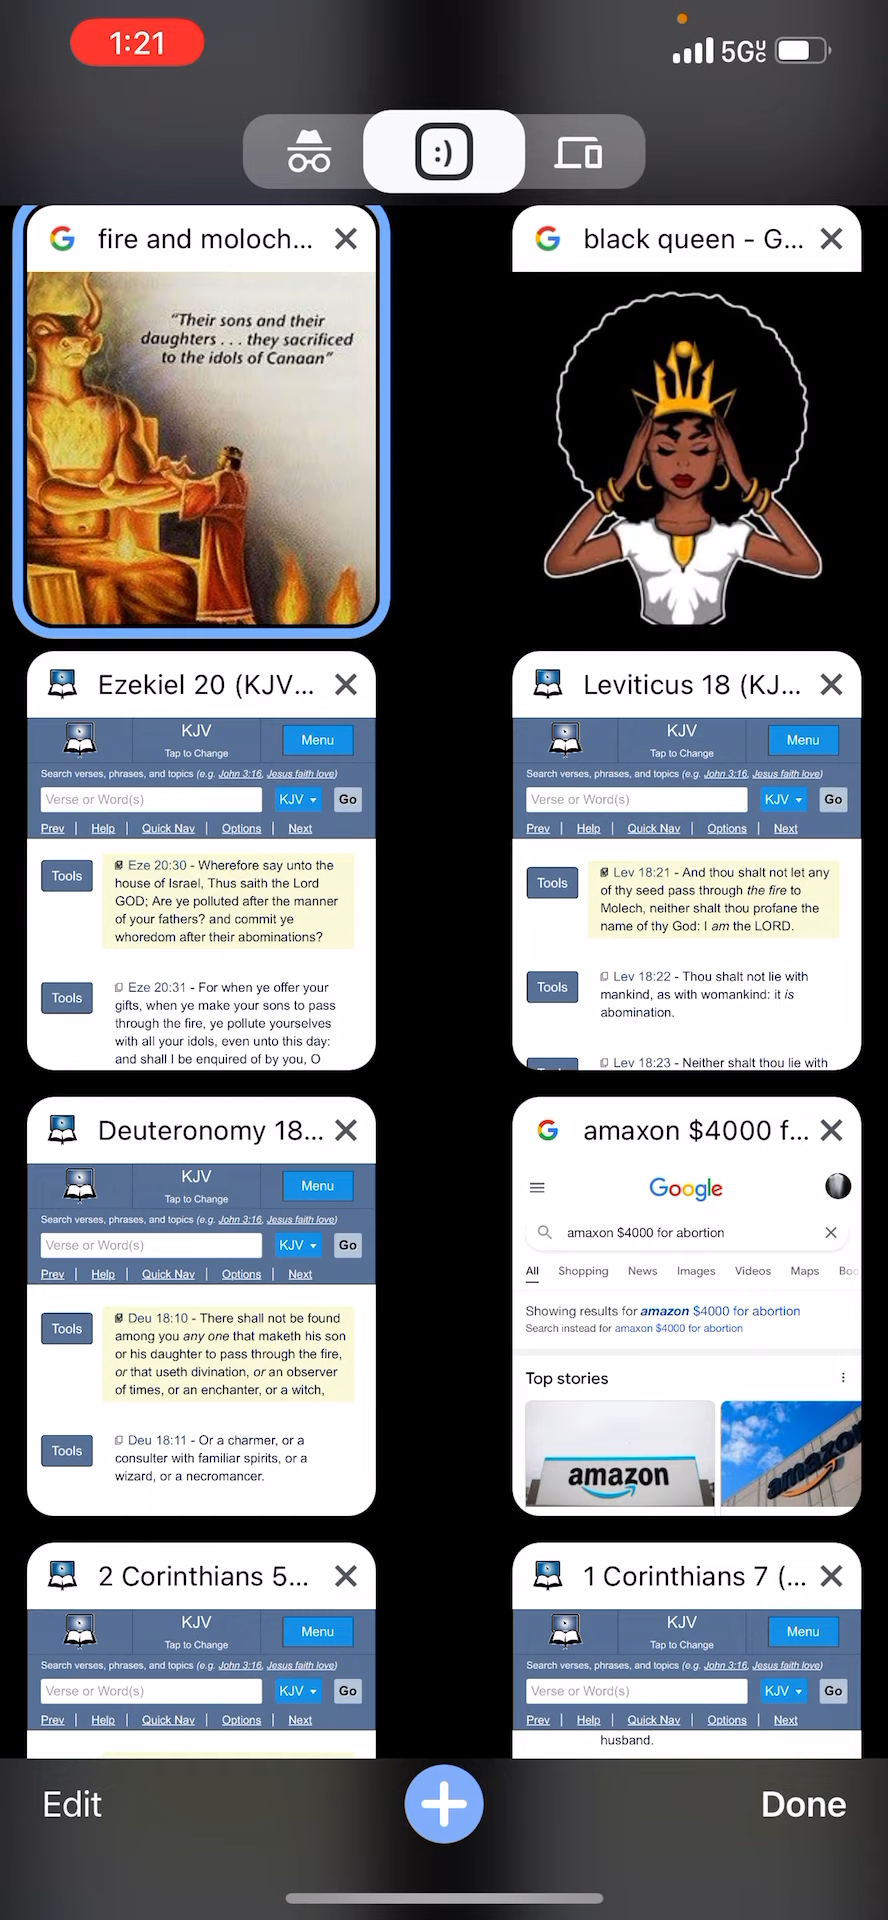 1:21
5GUC
fire and moloch...
black queen - G...
"Their sons and their
daughters . . . they sacrificed
to the idols of Canaan"
Ezekiel 20 (KJV...
KJV
Tap to Change
Menu
Search verses, phrases, and topics (e.g. John 3:16, Jesus faith love)
Verse or Word(s)
KJV
Go
Prev | Help | Quick Nav | Options | Next
Tools
Eze 20:30 - Wherefore say unto the
house of Israel, Thus saith the Lord
GOD; Are ye polluted after the manner
of your fathers? and commit ye
whoredom after their abominations?
Tools
Eze 20:31 - For when ye offer your
gifts, when ye make your sons to pass
through the fire, ye pollute yourselves
with all your idols, even unto this day:
and shall I be enquired of by you, O
Leviticus 18 (KJ...
KJV
Tap to Change
Menu
Search verses, phrases, and topics (e.g. John 3:16, Jesus faith love)
Verse or Word(s)
KJV
Go
Prev | Help | Quick Nav | Options | Next
Tools
Lev 18:21 - And thou shalt not let any
of thy seed pass through the fire to
Molech, neither shalt thou profane the
name of thy God: I am the LORD.
Tools
Lev 18:22 - Thou shalt not lie with
mankind, as with womankind: it is
abomination.
Lev 18:23 - Neither shalt thou lie with
Deuteronomy 18...
KJV
Tap to Change
Menu
Search verses, phrases, and topics (e.g. John 3:16, Jesus faith love)
Verse or Word(s)
KJV
Go
Prev | Help | Quick Nav | Options | Next
Tools
Deu 18:10 - There shall not be found
among you any one that maketh his son
or his daughter to pass through the fire,
or that useth divination, or an observer
of times, or an enchanter, or a witch,
Tools
Deu 18:11 - Or a charmer, or a
consulter with familiar spirits, or a
wizard, or a necromancer.
amaxon $4000 f...
Google
amaxon $4000 for abortion
All Shopping News Images Videos Maps Boo
Showing results for amazon $4000 for abortion
Search instead for amaxon $4000 for abortion
Top stories
amazon
amazon
2 Corinthians 5...
KJV
Tap to Change
Menu
Search verses, phrases, and topics (e.g. John 3:16, Jesus faith love)
Verse or Word(s)
KJV
Go
Prev | Help | Quick Nav | Options | Next
1 Corinthians 7 (...
KJV
Tap to Change
Menu
Search verses, phrases, and topics (e.g. John 3:16, Jesus faith love)
Verse or Word(s)
KJV
Go
Prev | Help | Quick Nav | Options | Next
husband.
Edit
Done